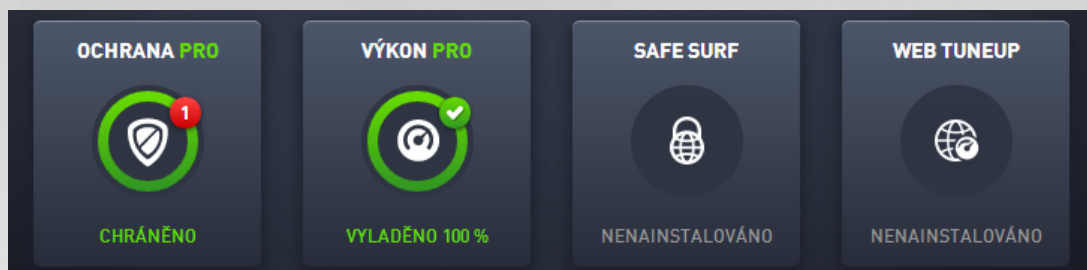 OCHRANA PRO
1
CHRÁNĚNO
VÝKON PRO
VYLADĚNO 100 %
SAFE SURF
NENAINSTALOVÁNO
WEB TUNEUP
NENAINSTALOVÁNO